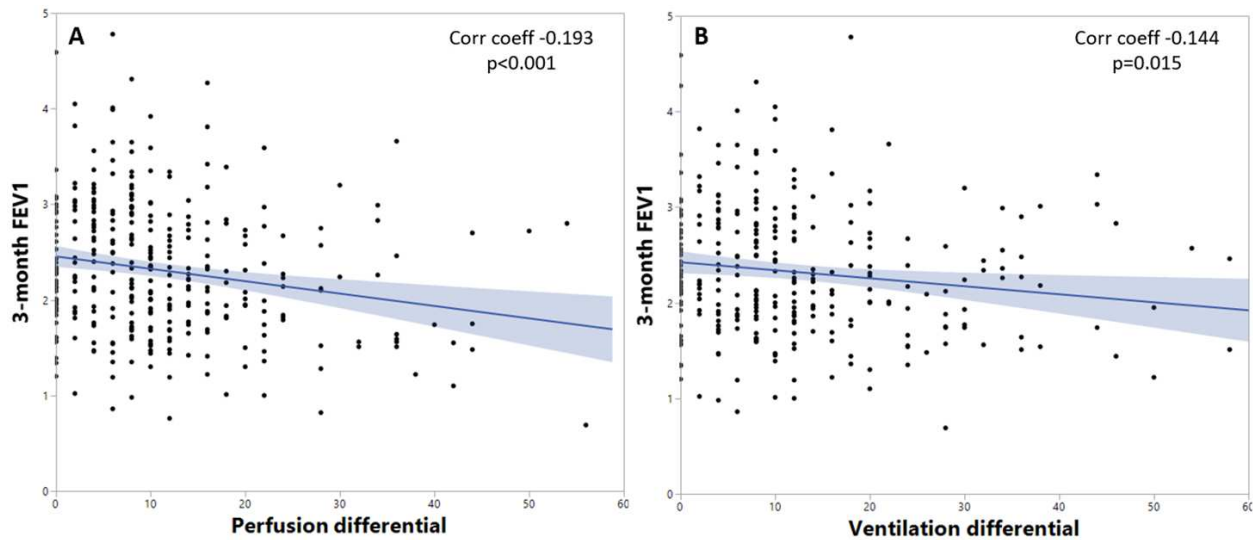 A
Corr coeff -0.193
p<0.001
5
4
3
2
1
0
3-month FEV1
0 10 20 30 40 50 60
Perfusion differential
B
Corr coeff -0.144
p=0.015
5
4
3
2
1
0
3-month FEV1
0 10 20 30 40 50 60
Ventilation differential